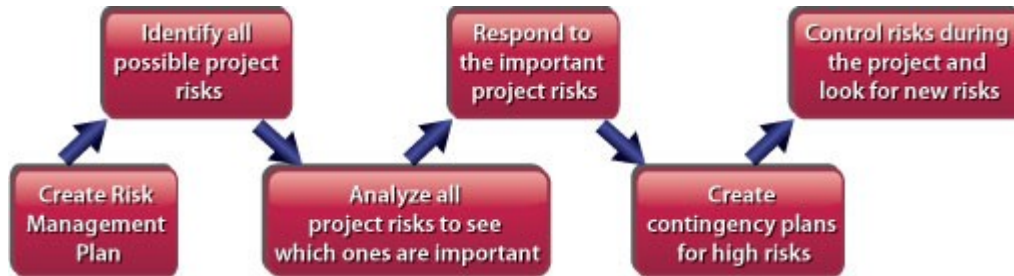 Create Risk
Management
Plan
Identify all
possible project
risks
Analyze all
project risks to see
which ones are important
Respond to
the important
project risks
Create
contingency plans
for high risks
Control risks during
the project and
look for new risks